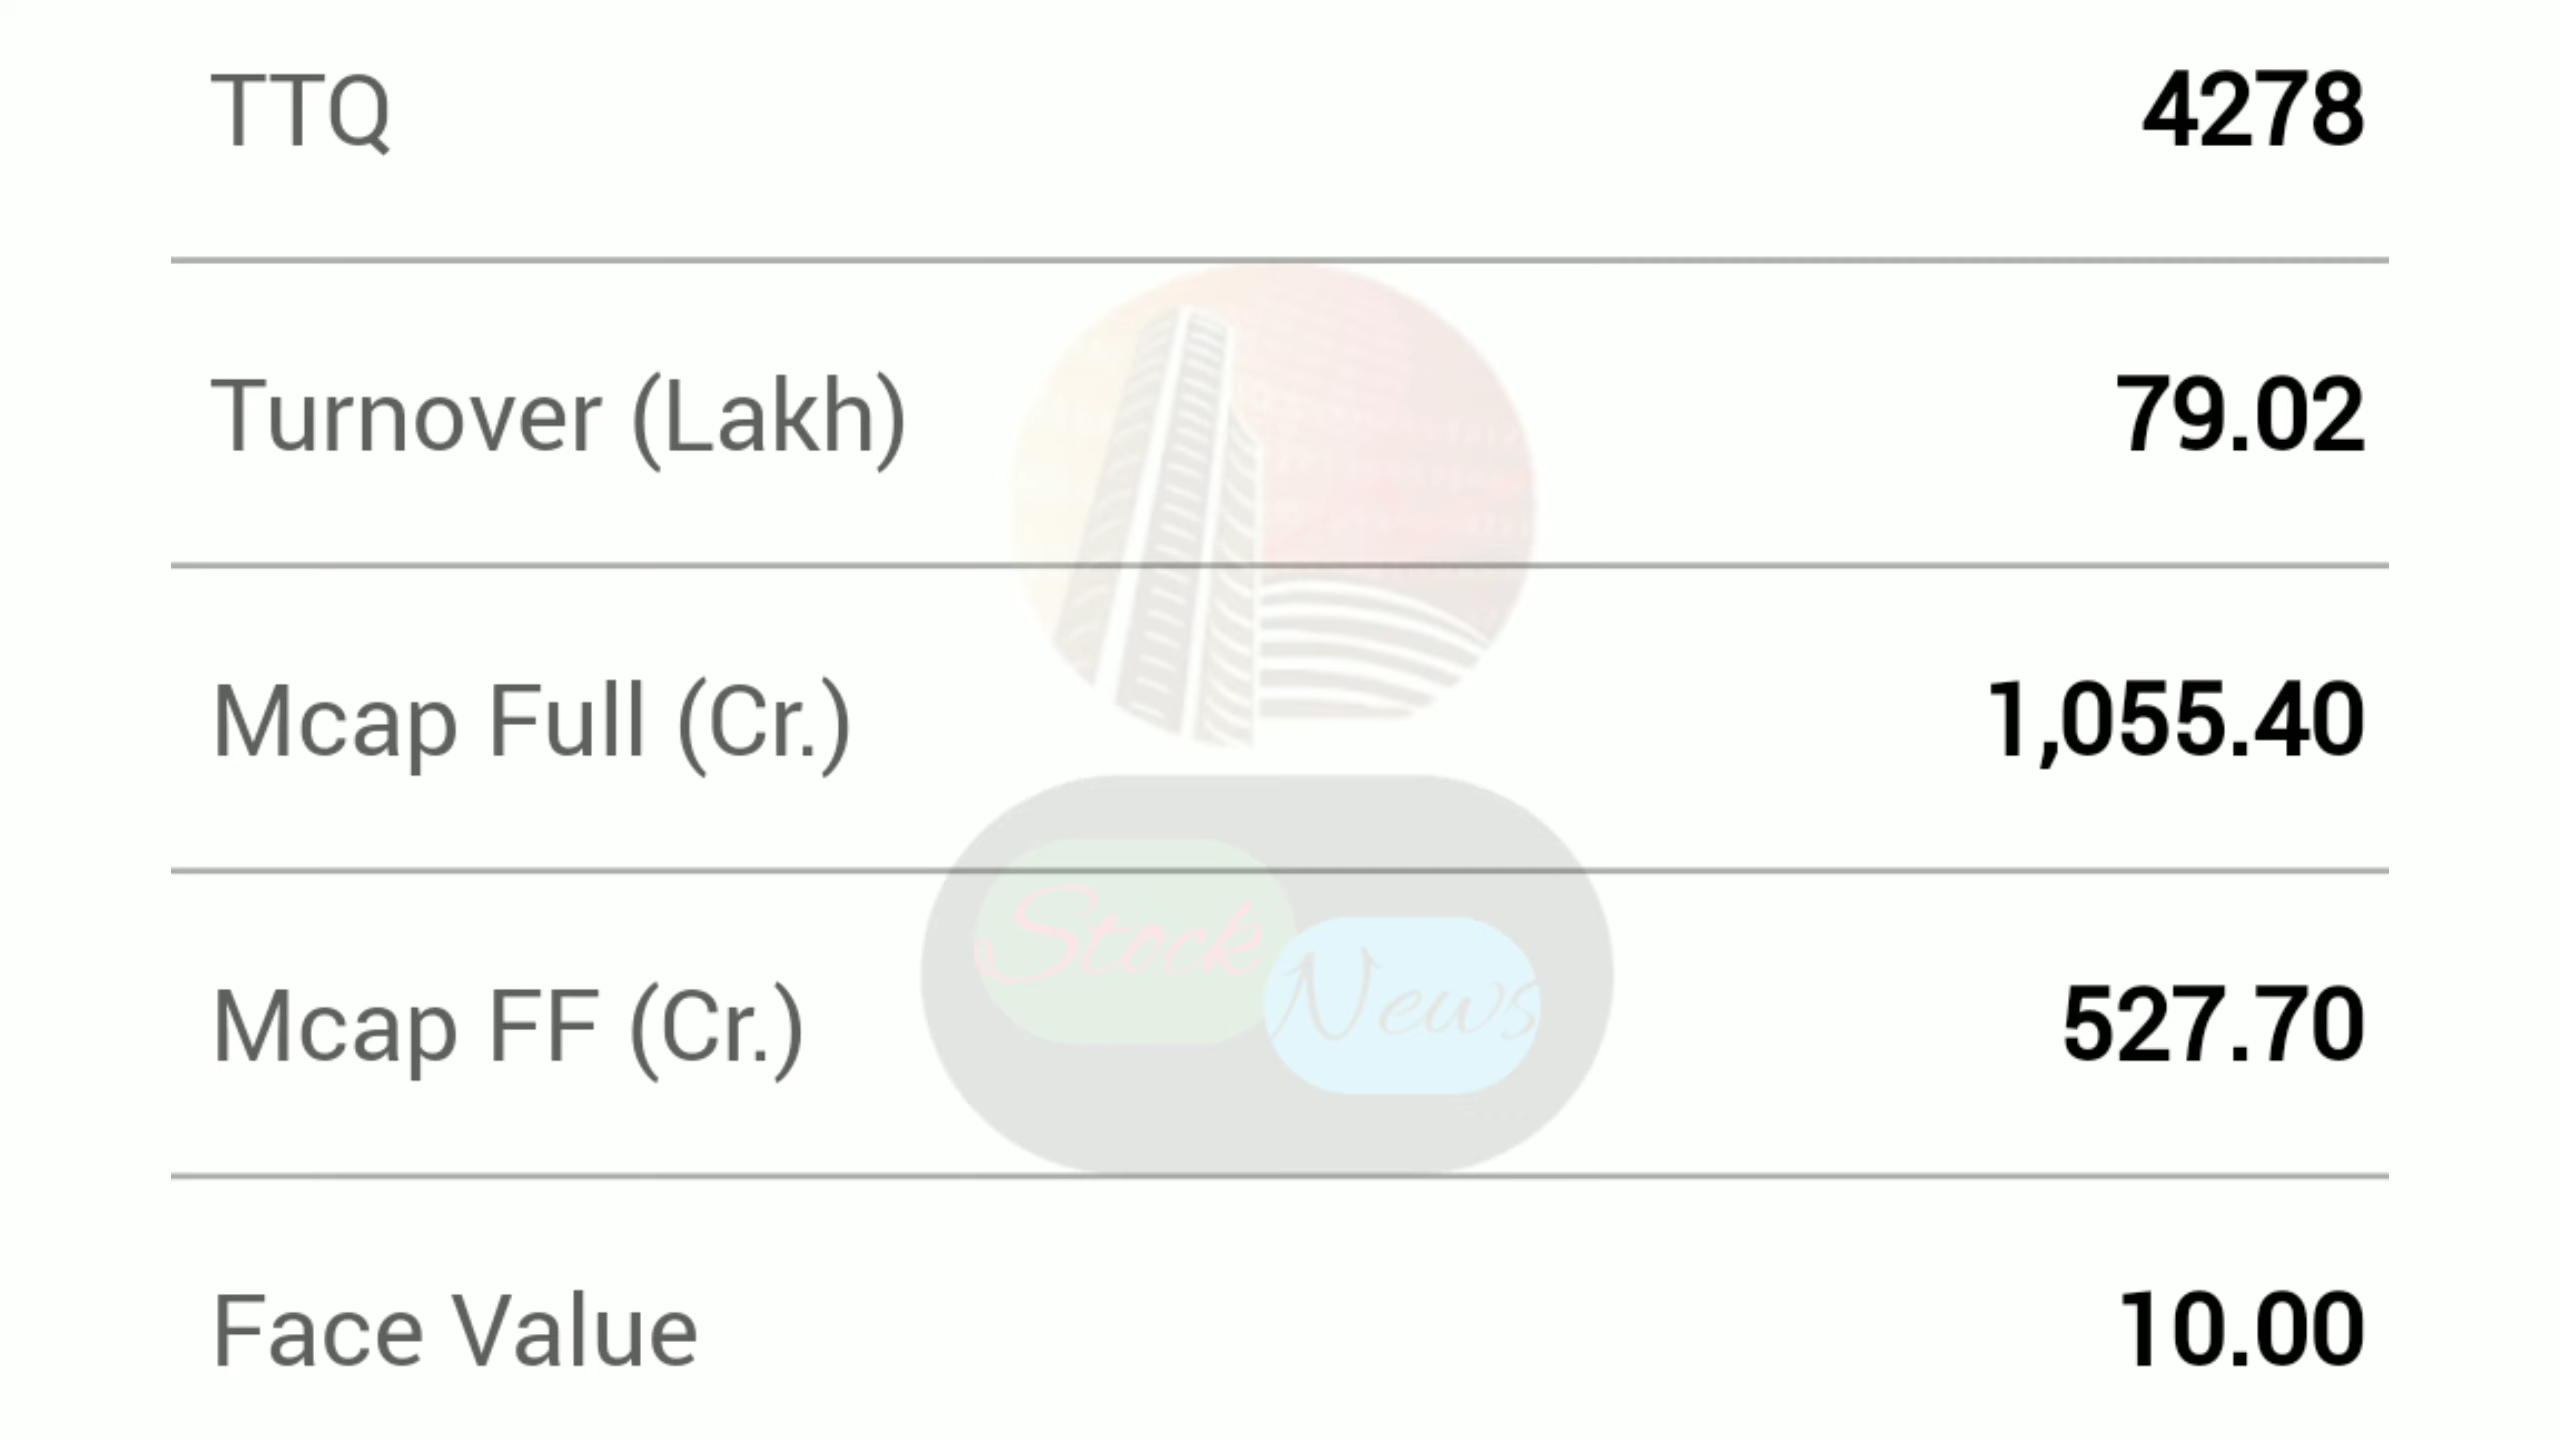 TTQ 4278
Turnover (Lakh) 79.02
Mcap Full (Cr.) 1,055.40
Mcap FF (Cr.) 527.70
Stock
News
Face Value 10.00